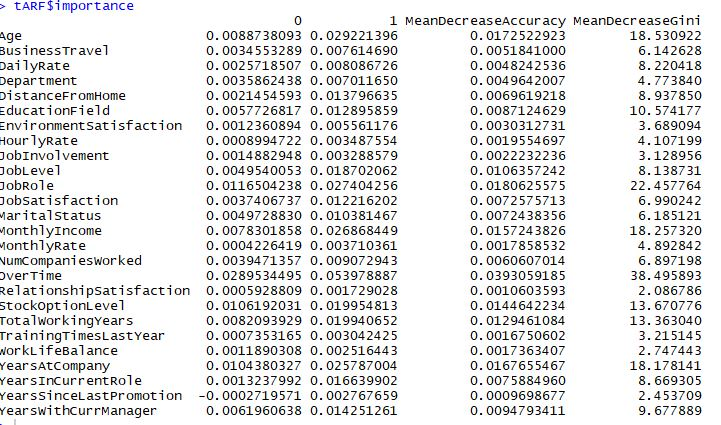 > tARF$importance
0 1 MeanDecreaseAccuracy MeanDecreaseGini
Age 0.0088738093 0.029221396 0.0172522923 18.530922
BusinessTravel 0.0034553289 0.007614690 0.0051841000 6.142628
DailyRate 0.0025718507 0.008086726 0.0048242536 8.220418
Department 0.0035862438 0.007011650 0.0049642007 4.773840
DistanceFromHome 0.0021454593 0.013796635 0.0069619218 8.937850
EducationField 0.0057726817 0.012895859 0.0087124629 10.574177
EnvironmentSatisfaction 0.0012360894 0.005561176 0.0030312731 3.689094
HourlyRate 0.0008994722 0.003487554 0.0019554697 4.107199
JobInvolvement 0.0014882948 0.003288579 0.0022232236 3.128956
JobLevel 0.0049540053 0.018702062 0.0106357242 8.138731
JobRole 0.0116504238 0.027404256 0.0180625575 22.457764
JobSatisfaction 0.0037406737 0.012216202 0.0072575713 6.990242
MaritalStatus 0.0049728830 0.010381467 0.0072438356 6.185121
MonthlyIncome 0.0078301858 0.026868449 0.0157243826 18.257320
MonthlyRate 0.0004226419 0.003710361 0.0017858532 4.892842
NumCompaniesWorked 0.0039471357 0.009072943 0.0060607014 6.897198
OverTime 0.0289534495 0.053978887 0.0393059185 38.495893
RelationshipSatisfaction 0.0005928809 0.001729028 0.0010603593 2.086786
StockOptionLevel 0.0106192031 0.019954813 0.0144642234 13.670776
TotalWorkingYears 0.0082093929 0.019940652 0.0129461084 13.363040
TrainingTimesLastYear 0.0007353165 0.003042425 0.0016750602 3.215145
WorkLifeBalance 0.0011890308 0.002516443 0.0017363407 2.747443
YearsAtCompany 0.0104380327 0.025787004 0.0167655467 18.178141
YearsInCurrentRole 0.0013237992 0.016639902 0.0075884960 8.669305
YearsSinceLastPromotion -0.0002719571 0.002767659 0.0009698677 2.453709
YearsWithCurrManager 0.0061960638 0.014251261 0.0094793411 9.677889